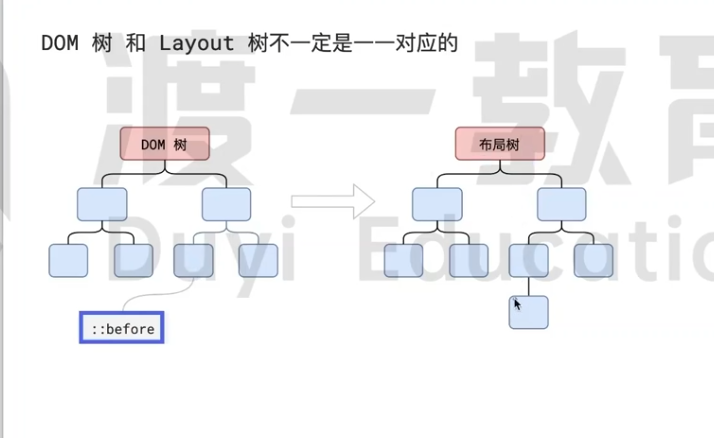 DOM 树 和 Layout 树不一定是一一对应的
渡一教育
DOM 树
布局树
Duyi Educatio
::before